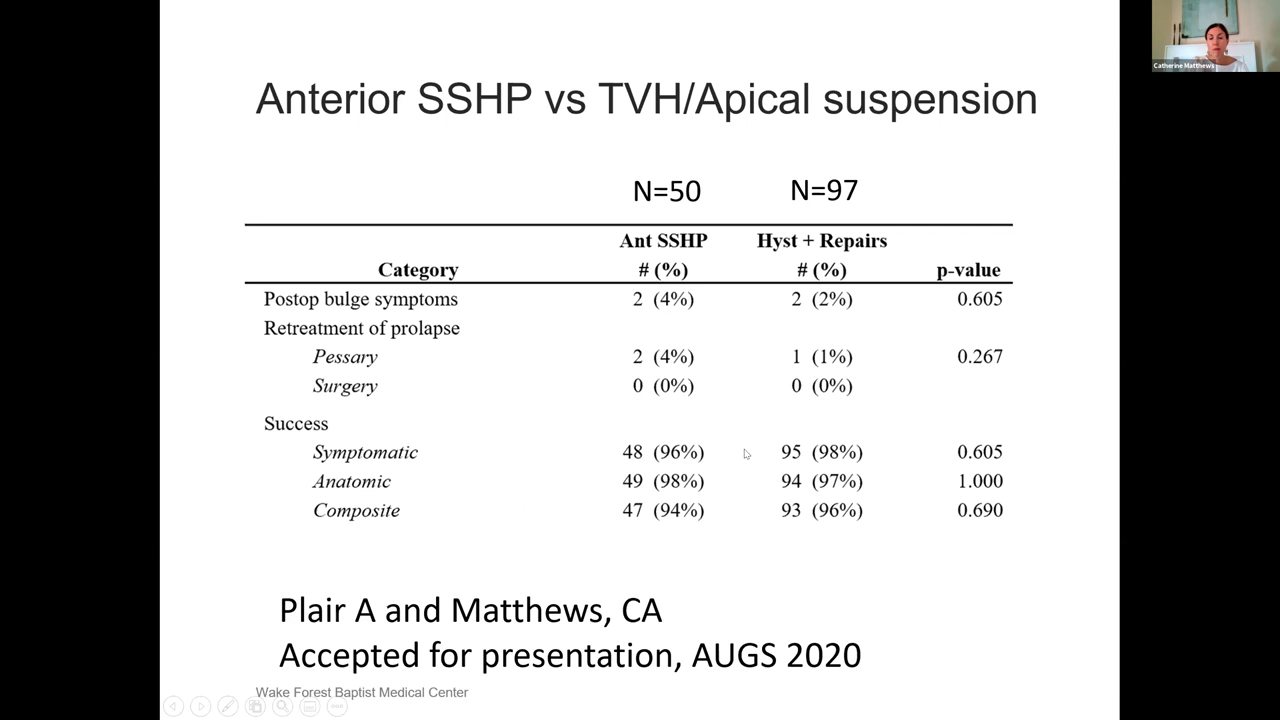 Catherine Matthews
Anterior SSHP vs TVH/Apical suspension
N=50 N=97
Ant SSHP Hyst + Repairs
Category # (%) # (%) p-value
Postop bulge symptoms 2 (4%) 2 (2%) 0.605
Retreatment of prolapse
Pessary 2 (4%) 1 (1%) 0.267
Surgery 0 (0%) 0 (0%)
Success
Symptomatic 48 (96%) 95 (98%) 0.605
Anatomic 49 (98%) 94 (97%) 1.000
Composite 47 (94%) 93 (96%) 0.690
Plair A and Matthews, CA
Accepted for presentation, AUGS 2020
Wake Forest Baptist Medical Center